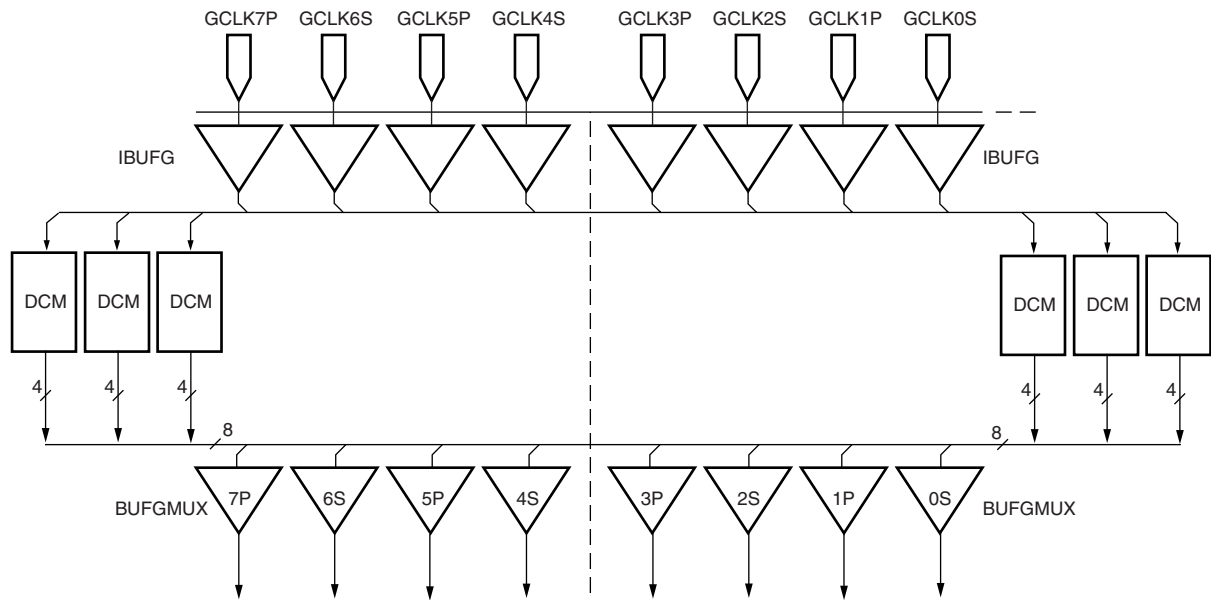 GCLK7P GCLK6S GCLK5P GCLK4S GCLK3P GCLK2S GCLK1P GCLK0S
IBUFG IBUFG
DCM DCM DCM DCM DCM DCM
4 4 4 4 4 4
8 8
7P 6S 5P 4S 3P 2S 1P 0S
BUFGMUX BUFGMUX